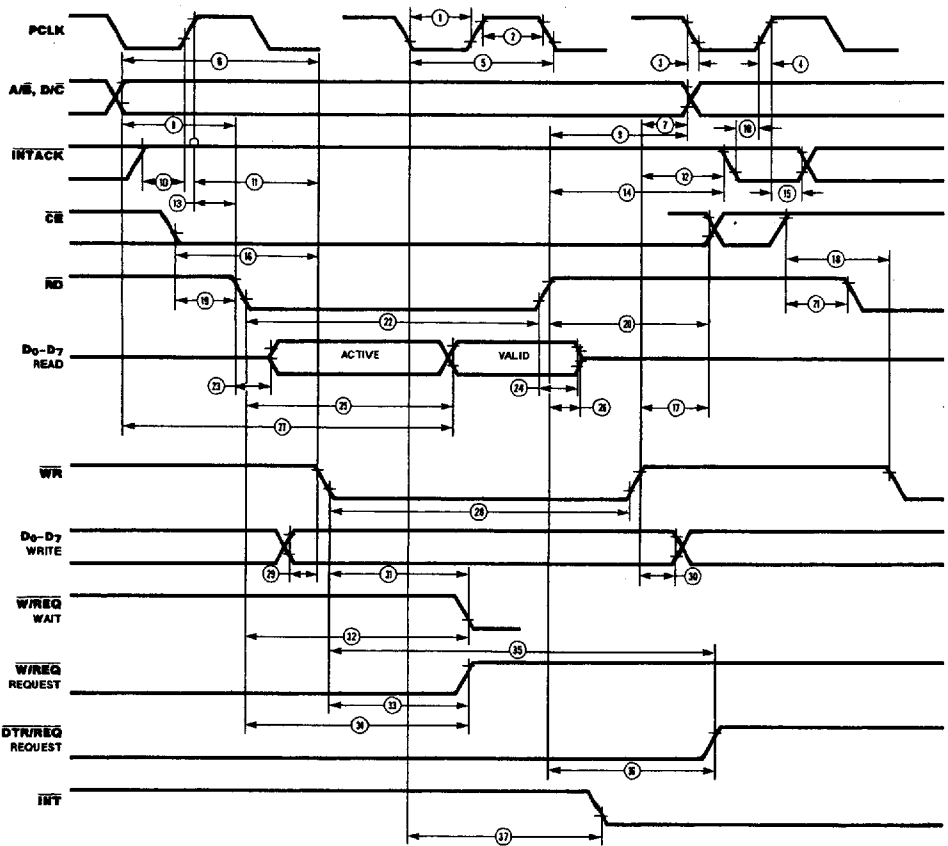 1
PCLK
2
6
5
3
4
A/B, D/C
8
7
9
10
INTACK
10
11
12
14
15
13
CE
16
18
19
21
RD
22
20
D0-D7
READ
ACTIVE
VALID
23
24
25
26
17
27
WR
28
D0-D7
WRITE
29
31
30
W/REQ
WAIT
32
35
W/REQ
REQUEST
33
34
DTR/REQ
REQUEST
36
INT
37